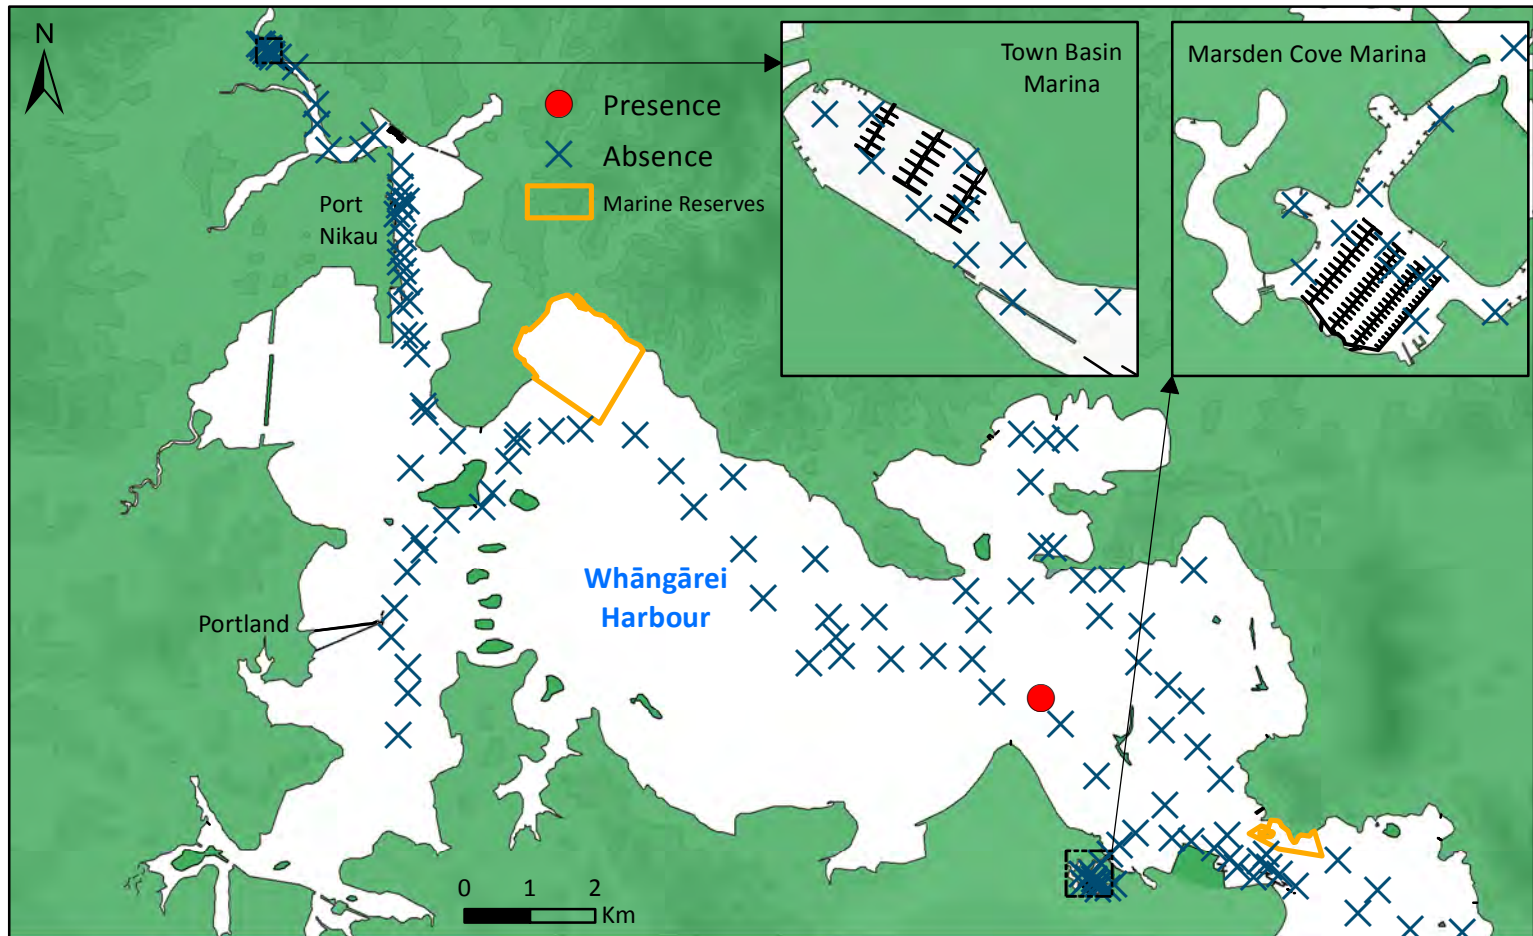 N
Town Basin
Marina
Marsden Cove Marina
Presence
Absence
Marine Reserves
Port
Nikau
Whāngārei
Harbour
Portland
0 1 2
Km